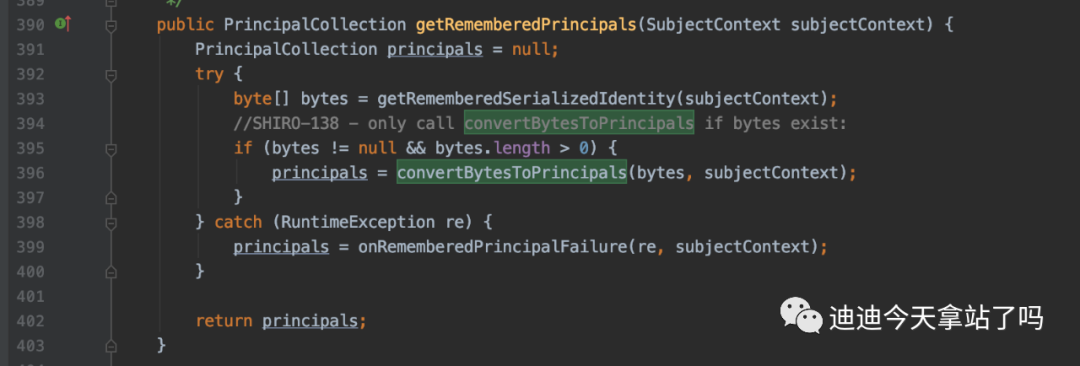 389 */
390 public PrincipalCollection getRememberedPrincipals(SubjectContext subjectContext) {
391 PrincipalCollection principals = null;
392 try {
393 byte[] bytes = getRememberedSerializedIdentity(subjectContext);
394 //SHIRO-138 - only call convertBytesToPrincipals if bytes exist:
395 if (bytes != null && bytes.length > 0) {
396 principals = convertBytesToPrincipals(bytes, subjectContext);
397 }
398 } catch (RuntimeException re) {
399 principals = onRememberedPrincipalFailure(re, subjectContext);
400 }
401
402 return principals;
403 }
迪迪今天拿站了吗